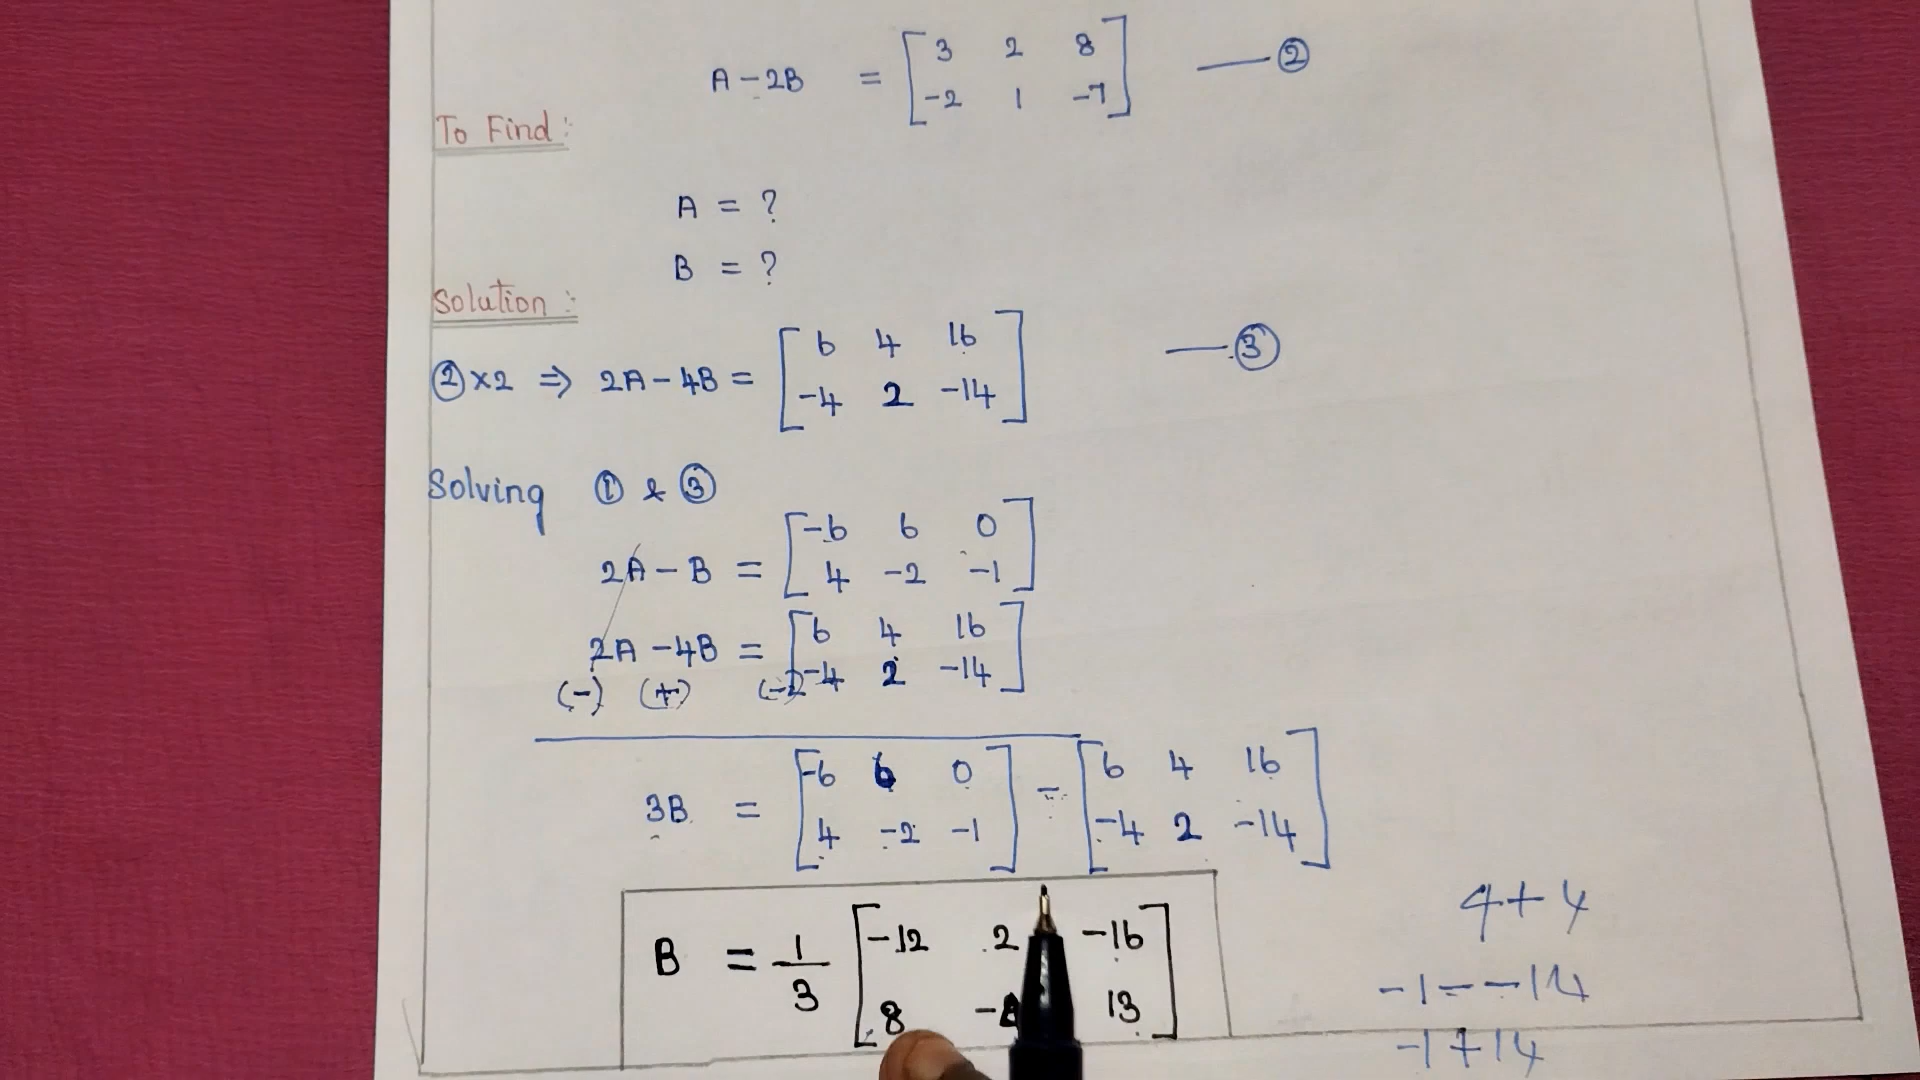 A - 2B = [3 2 8
-2 1 -7] — ②
To Find :
A = ?
B = ?
Solution :
②×2 ⇒ 2A - 4B = [6 4 16
-4 2 -14] — ③
Solving ① & ③
2A - B = [-6 6 0
4 -2 -1]
2A - 4B = [6 4 16
-4 2 -14]
(-) (+) (-)
3B = [-6 6 0
4 -2 -1] - [6 4 16
-4 2 -14]
B = 1/3 [-12 2 -16
8 13]
4+4
-1--14
-1+14